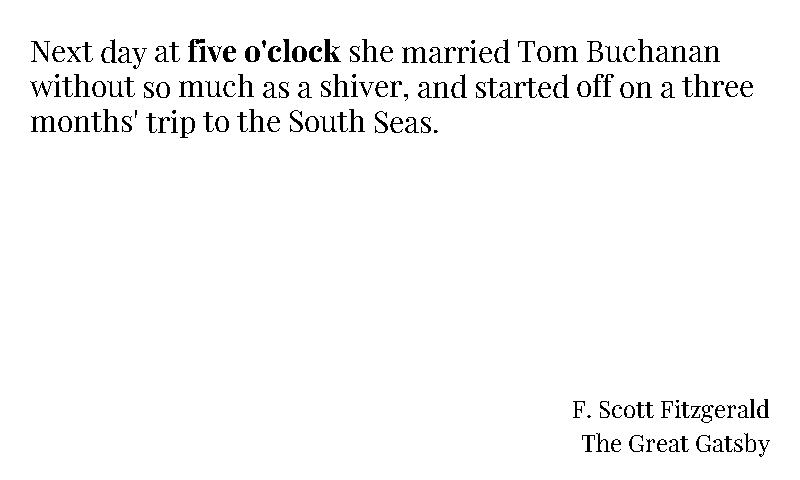 Next day at five o'clock she married Tom Buchanan
without so much as a shiver, and started off on a three
months' trip to the South Seas.
F. Scott Fitzgerald
The Great Gatsby